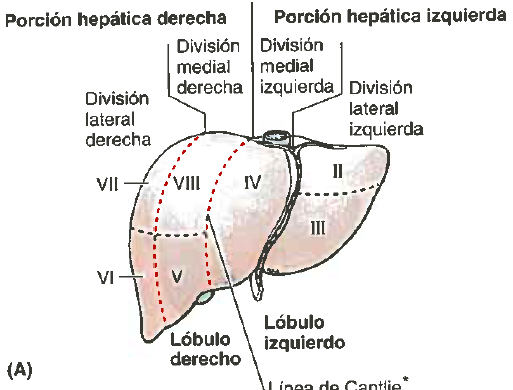 Porción hepática derecha
Porción hepática izquierda
División
medial
derecha
División
medial
izquierda
División
lateral
derecha
División
lateral
izquierda
VII
VIII
IV
II
III
VI
V
Lóbulo
derecho
Lóbulo
izquierdo
(A)
Línea de Cantlie*